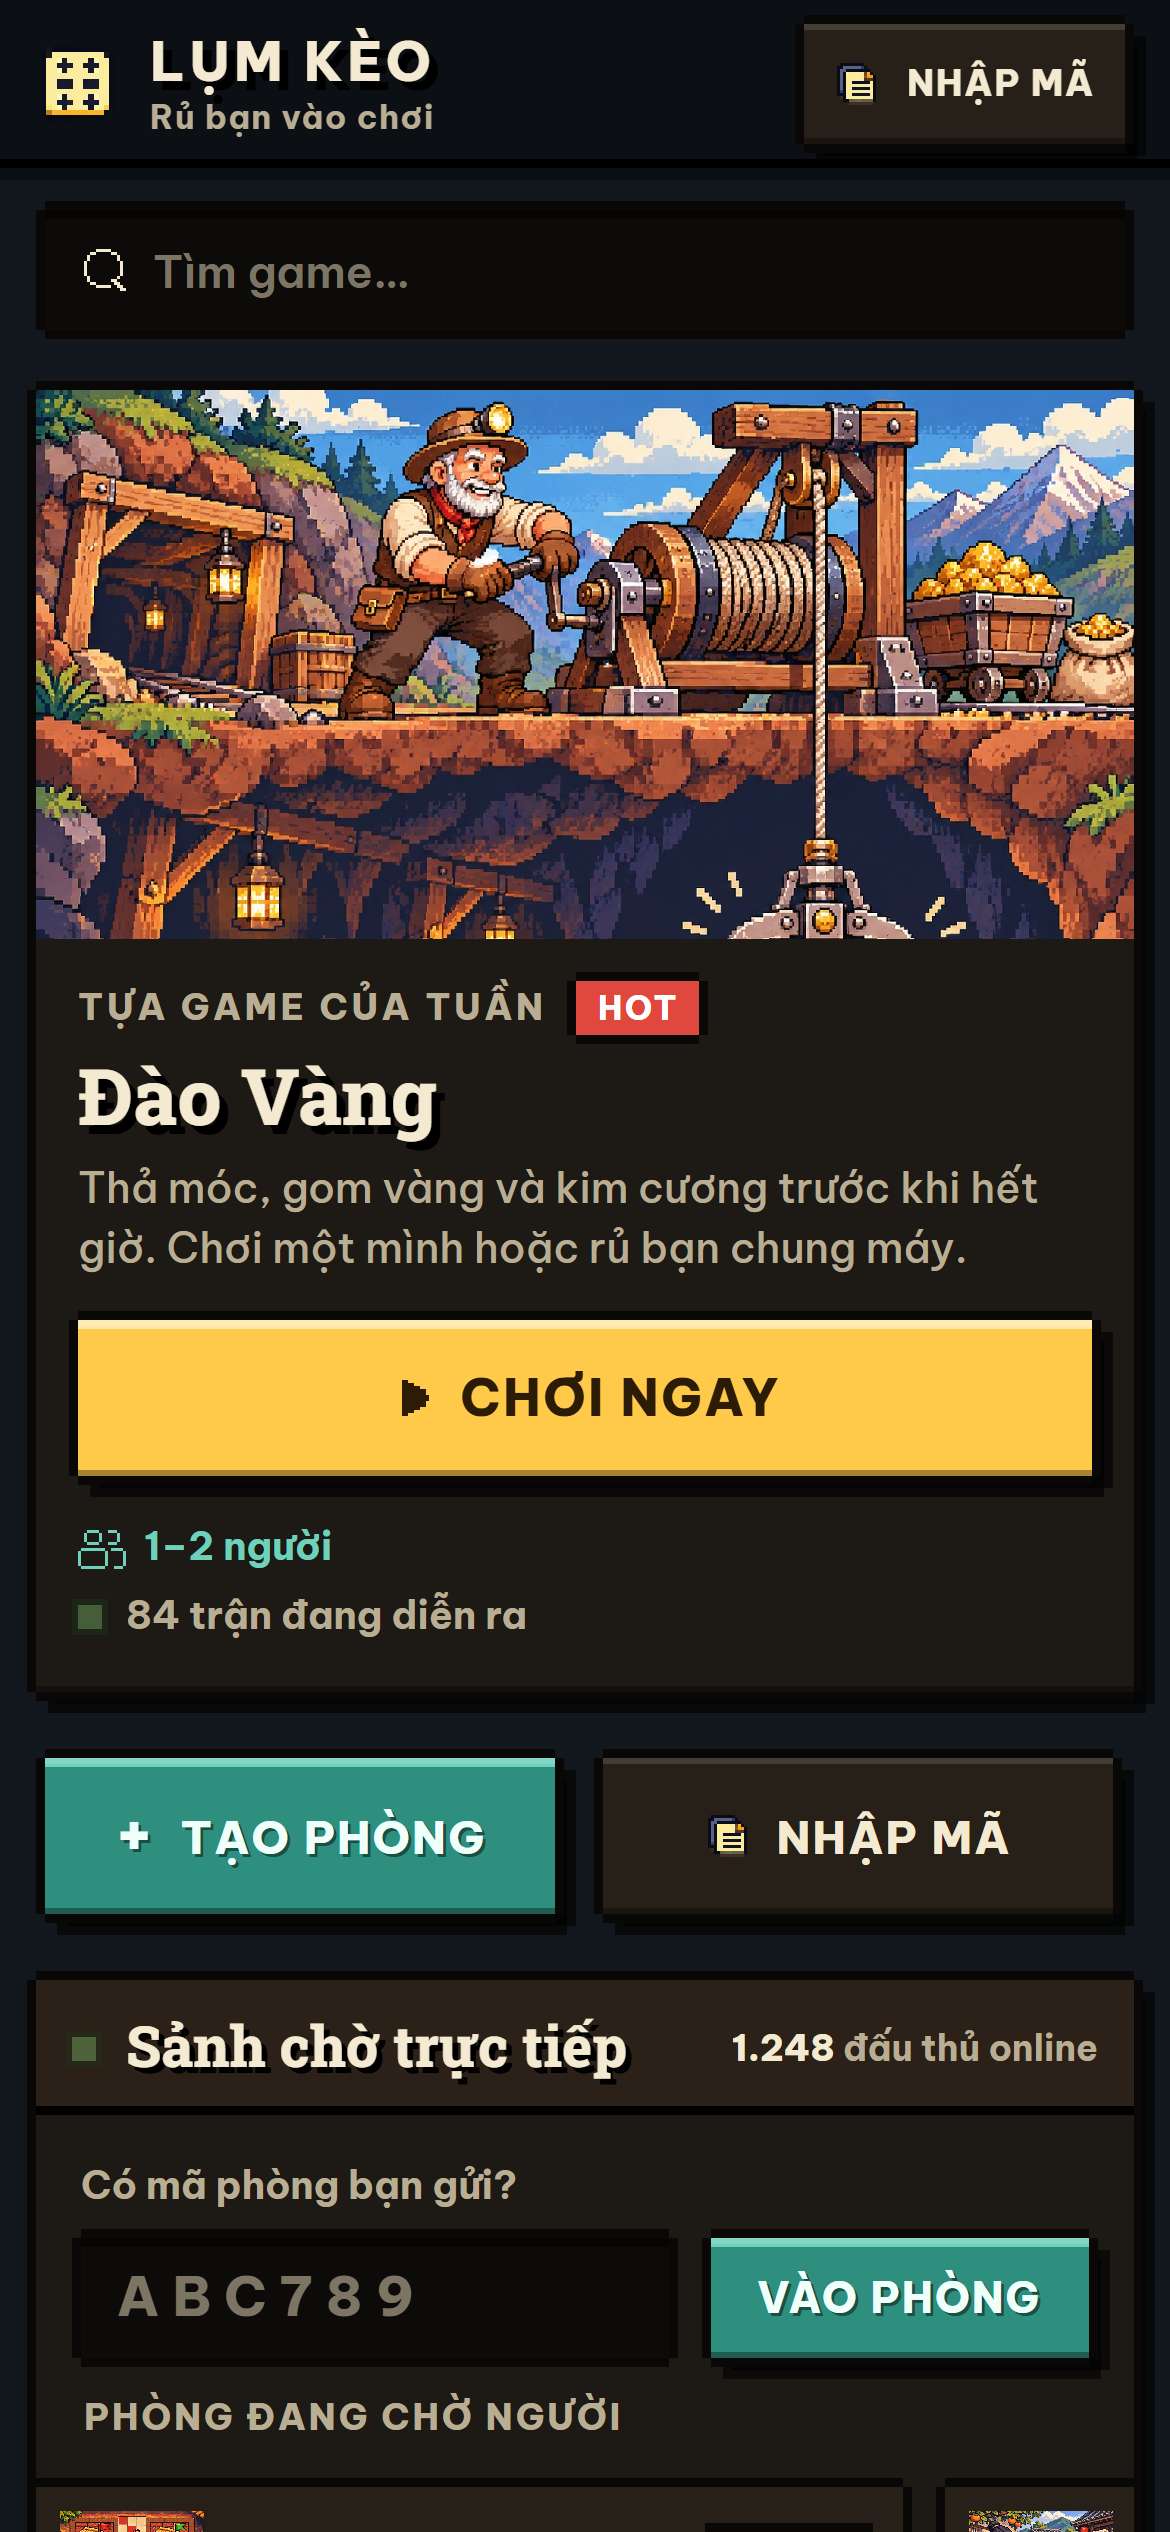 LỤM KÈO
Rủ bạn vào chơi
NHẬP MÃ
Tìm game...
TỰA GAME CỦA TUẦN
HOT
Đào Vàng
Thả móc, gom vàng và kim cương trước khi hết
giờ. Chơi một mình hoặc rủ bạn chung máy.
CHƠI NGAY
1–2 người
84 trận đang diễn ra
TẠO PHÒNG
NHẬP MÃ
Sảnh chờ trực tiếp
1.248 đấu thủ online
Có mã phòng bạn gửi?
ABC789
VÀO PHÒNG
PHÒNG ĐANG CHỜ NGƯỜI